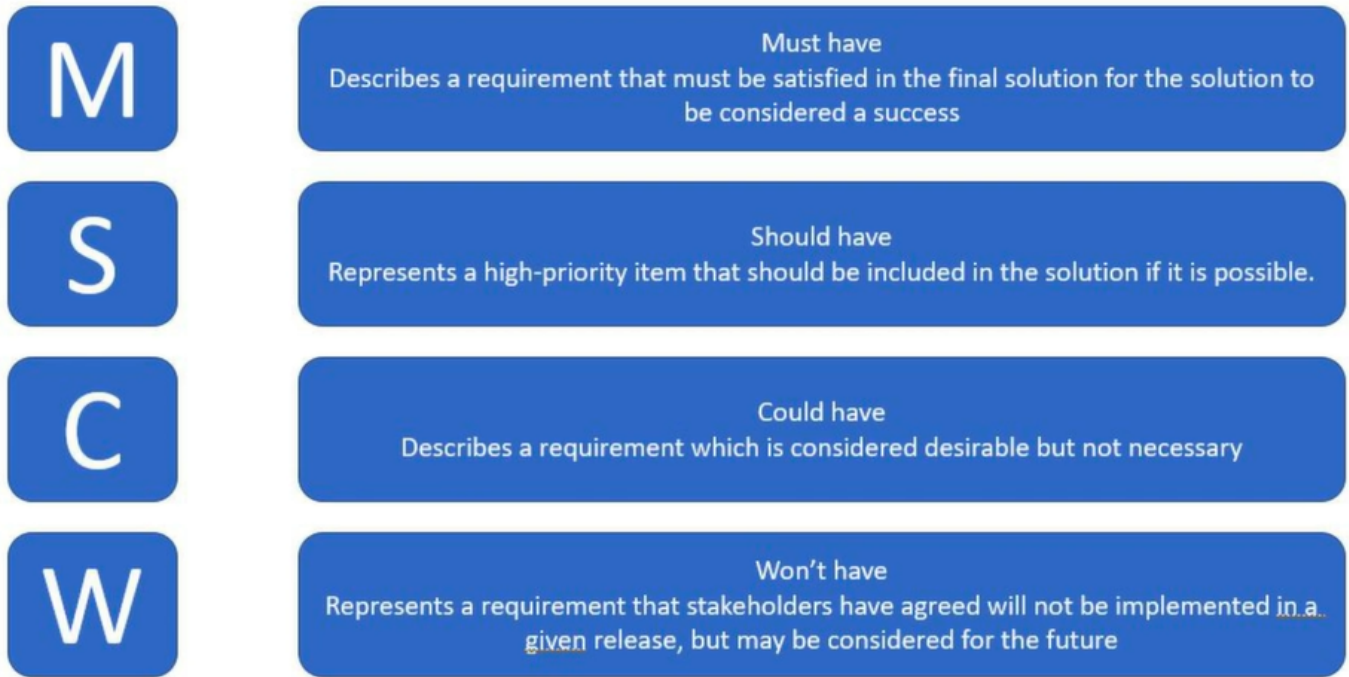 M
Must have
Describes a requirement that must be satisfied in the final solution for the solution to
be considered a success
S
Should have
Represents a high-priority item that should be included in the solution if it is possible.
C
Could have
Describes a requirement which is considered desirable but not necessary
W
Won’t have
Represents a requirement that stakeholders have agreed will not be implemented in a
given release, but may be considered for the future